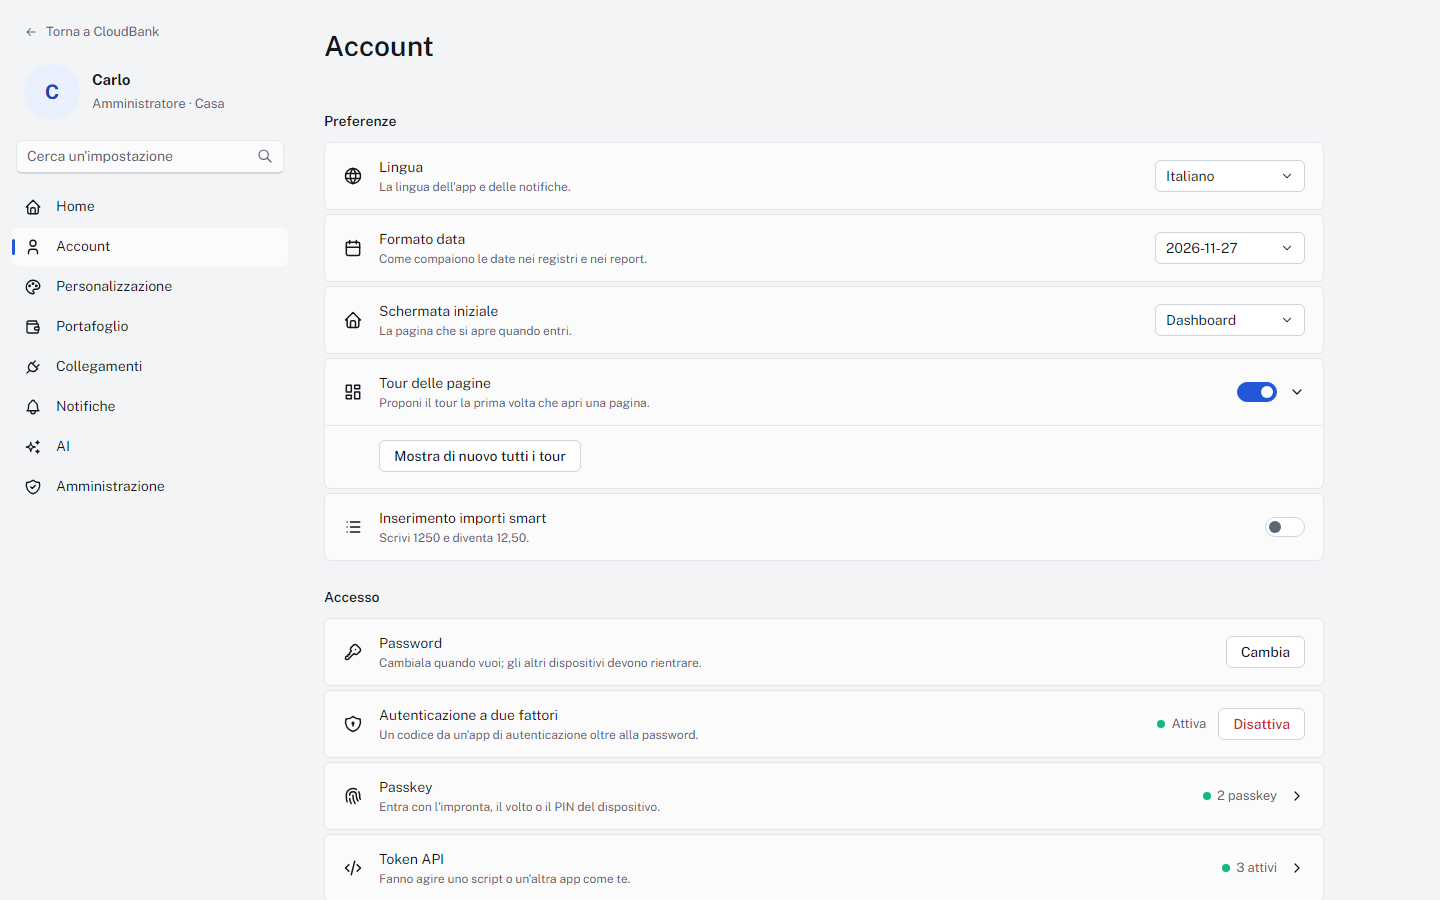 Torna a CloudBank
C
Carlo
Amministratore · Casa
Cerca un'impostazione
Home
Account
Personalizzazione
Portafoglio
Collegamenti
Notifiche
AI
Amministrazione
Account
Preferenze
Lingua
La lingua dell'app e delle notifiche.
Italiano
Formato data
Come compaiono le date nei registri e nei report.
2026-11-27
Schermata iniziale
La pagina che si apre quando entri.
Dashboard
Tour delle pagine
Proponi il tour la prima volta che apri una pagina.
Mostra di nuovo tutti i tour
Inserimento importi smart
Scrivi 1250 e diventa 12,50.
Accesso
Password
Cambiala quando vuoi; gli altri dispositivi devono rientrare.
Cambia
Autenticazione a due fattori
Un codice da un'app di autenticazione oltre alla password.
Attiva
Disattiva
Passkey
Entra con l'impronta, il volto o il PIN del dispositivo.
2 passkey
Token API
Fanno agire uno script o un'altra app come te.
3 attivi